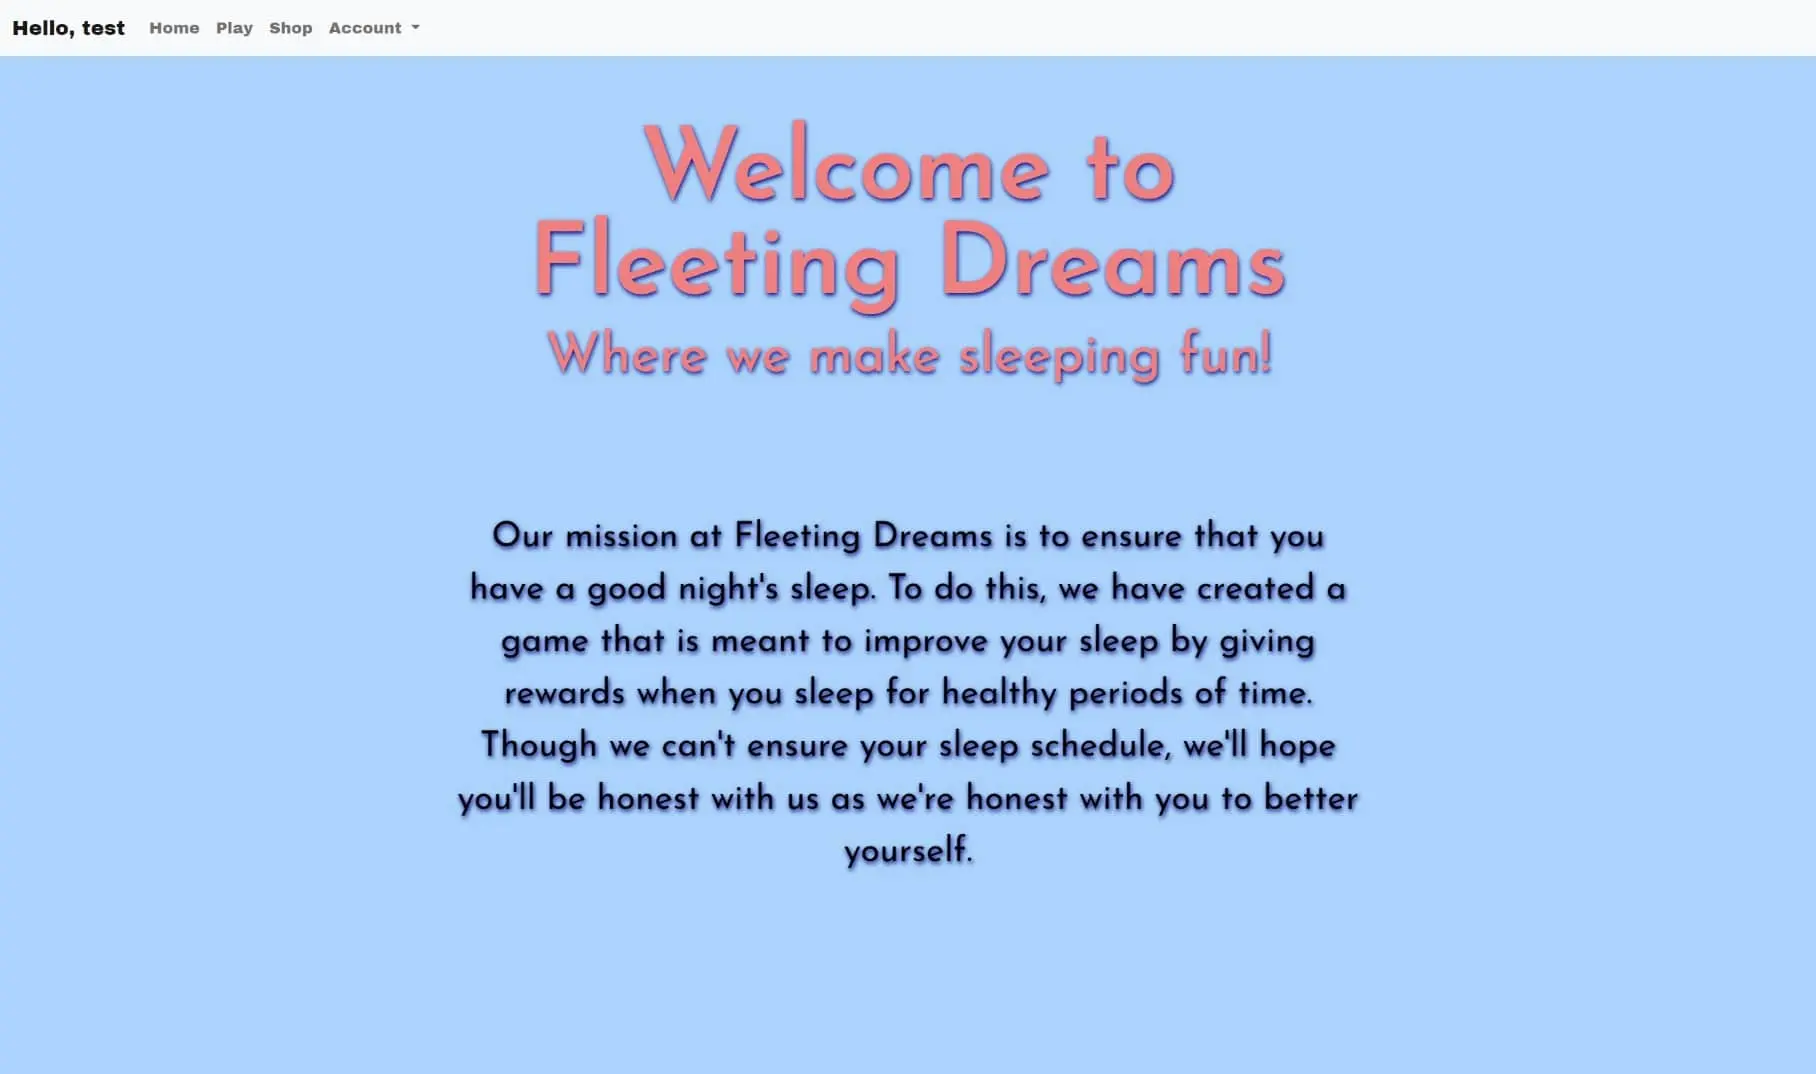 Hello, test Home Play Shop Account
Welcome to
Fleeting Dreams
Where we make sleeping fun!
Our mission at Fleeting Dreams is to ensure that you
have a good night's sleep. To do this, we have created a
game that is meant to improve your sleep by giving
rewards when you sleep for healthy periods of time.
Though we can't ensure your sleep schedule, we'll hope
you'll be honest with us as we're honest with you to better
yourself.